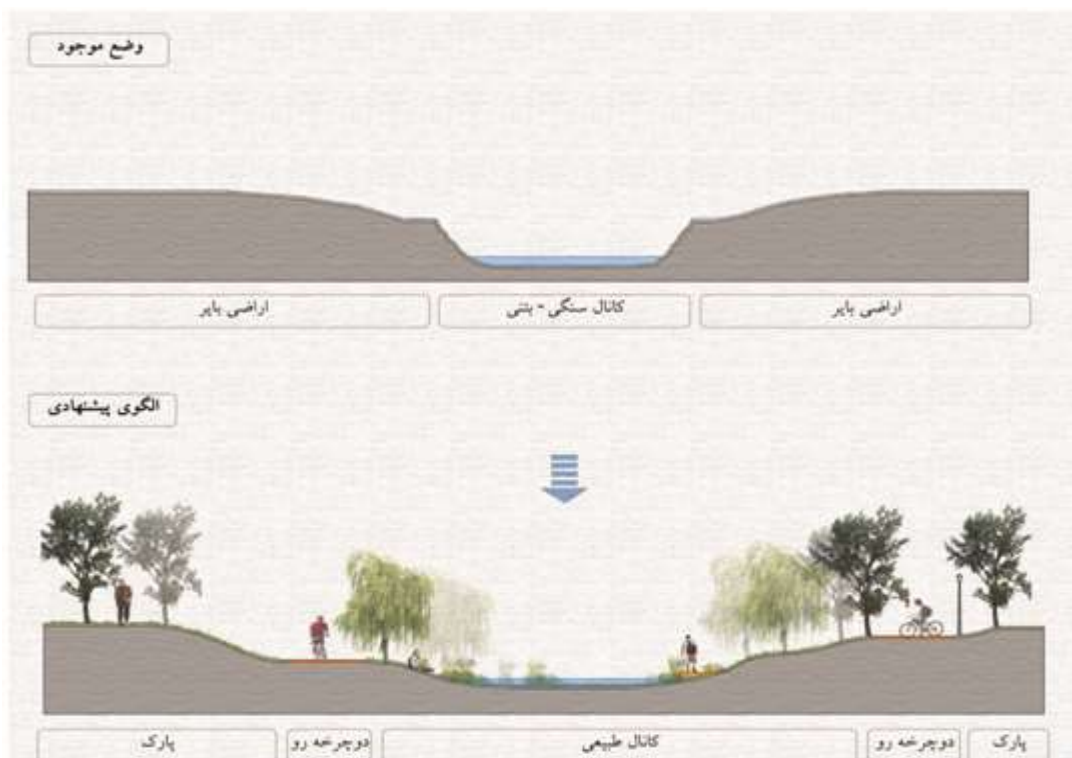 وضع موجود
اراضی بایر
کانال سنگی - بتنی
اراضی بایر
الگوی پیشنهادی
پارک
دوچرخه رو
کانال طبیعی
دوچرخه رو
پارک